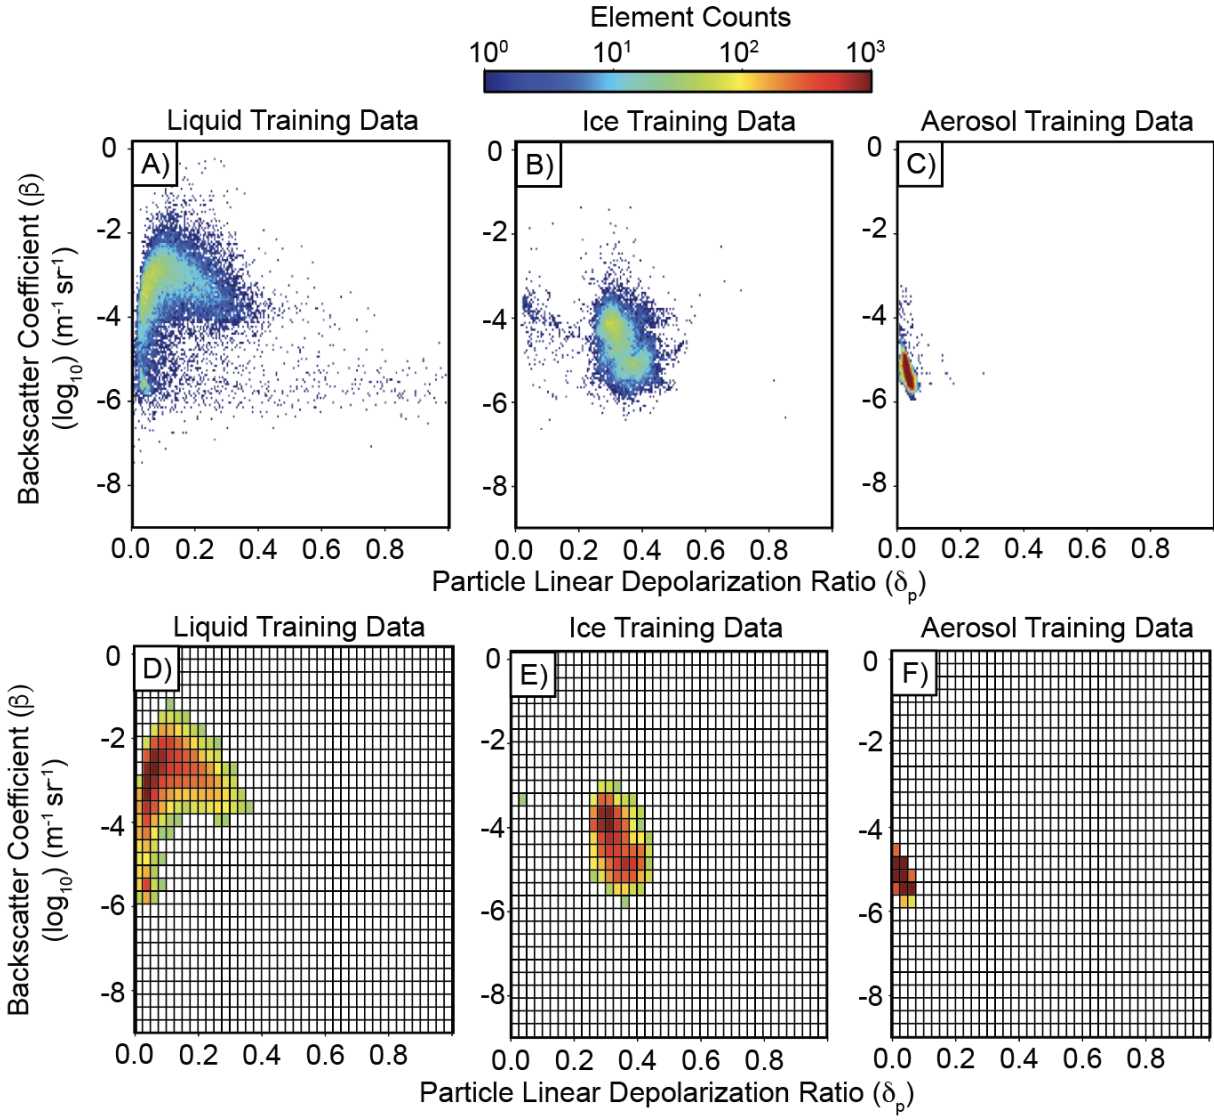 Element Counts
10⁰ 10¹ 10² 10³
Liquid Training Data Ice Training Data Aerosol Training Data
A) B) C)
0 0 0
-2 -2 -2
-4 -4 -4
-6 -6 -6
-8 -8 -8
Backscatter Coefficient (β)
(log₁₀) (m⁻¹ sr⁻¹)
0.0 0.2 0.4 0.6 0.8 0.0 0.2 0.4 0.6 0.8 0.0 0.2 0.4 0.6 0.8
Particle Linear Depolarization Ratio (δₚ)
Liquid Training Data Ice Training Data Aerosol Training Data
D) E) F)
0 0 0
-2 -2 -2
-4 -4 -4
-6 -6 -6
-8 -8 -8
Backscatter Coefficient (β)
(log₁₀) (m⁻¹ sr⁻¹)
0.0 0.2 0.4 0.6 0.8 0.0 0.2 0.4 0.6 0.8 0.0 0.2 0.4 0.6 0.8
Particle Linear Depolarization Ratio (δₚ)